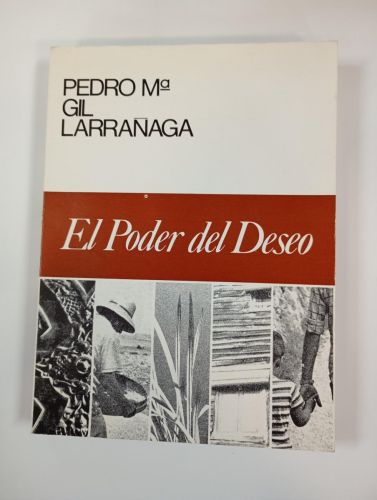 PEDRO Mª
GIL
LARRAÑAGA
El Poder del Deseo